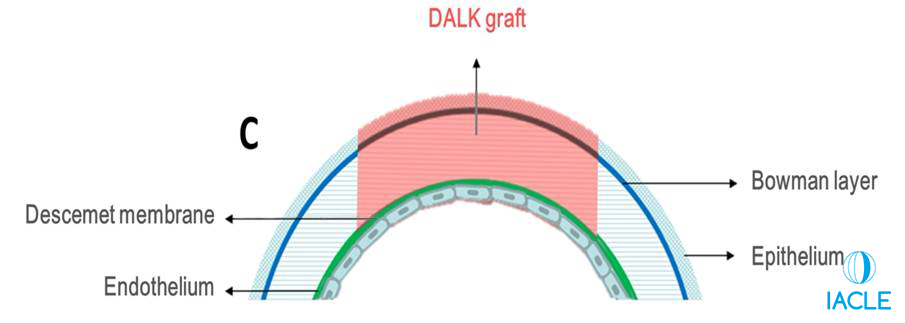 DALK graft
C
Bowman layer
Descemet membrane
Epithelium
Endothelium
IACLE